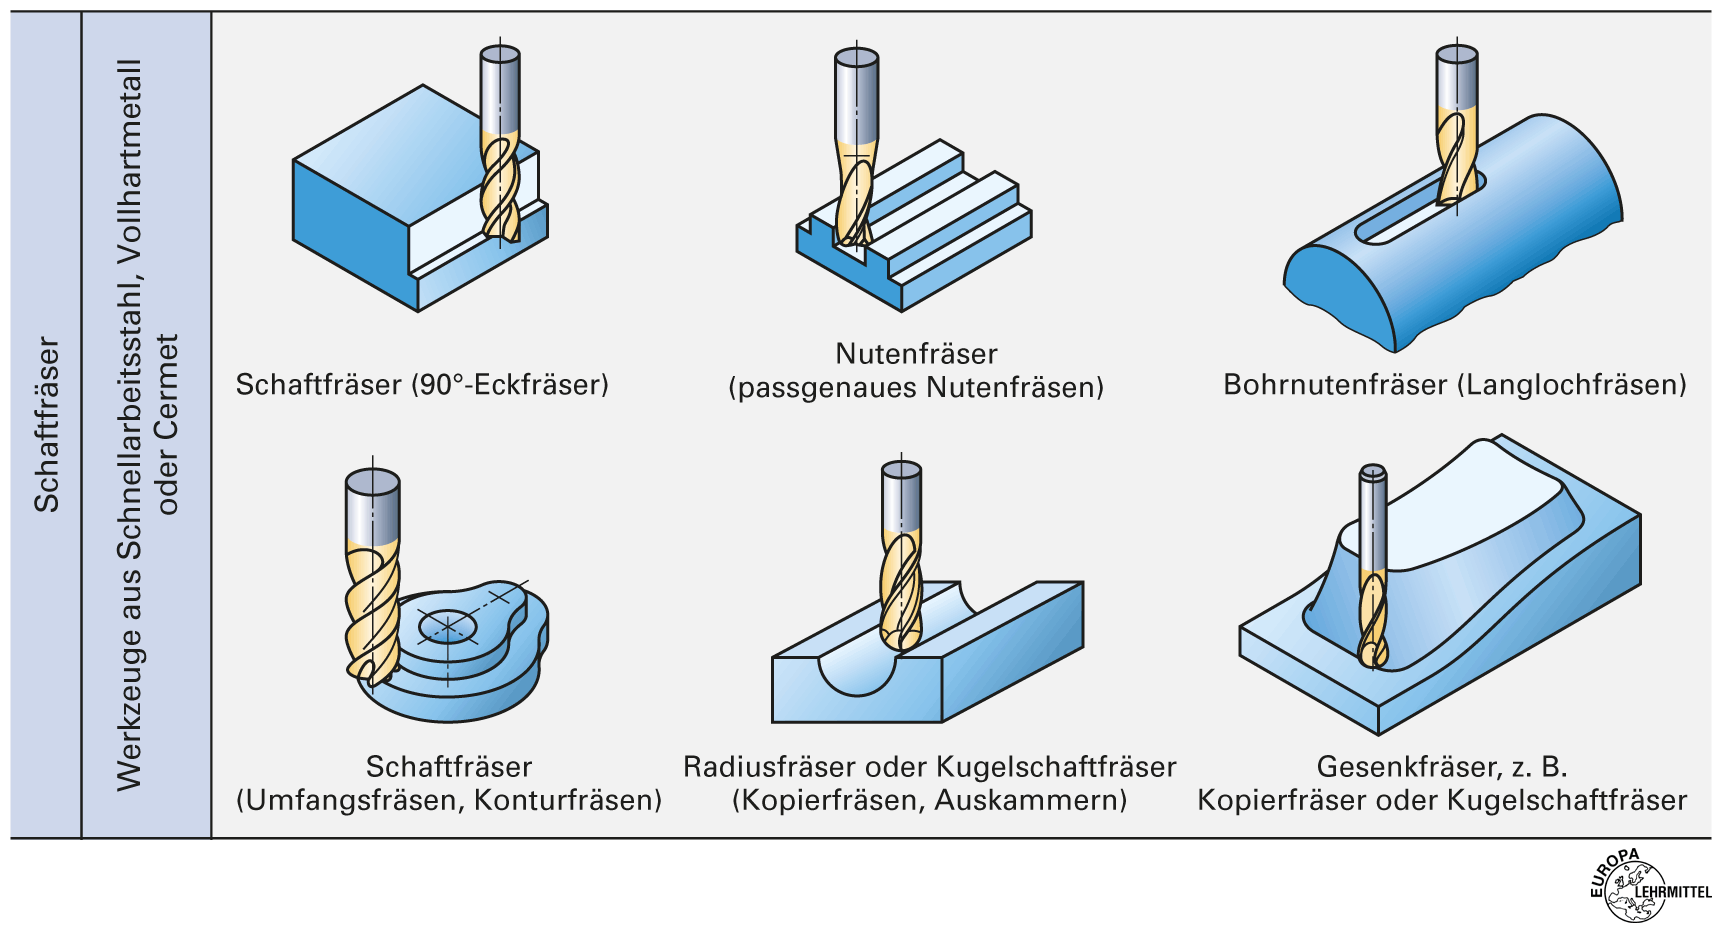 Schaftfräser
Werkzeuge aus Schnellarbeitsstahl, Vollhartmetall
oder Cermet
Schaftfräser (90°-Eckfräser)
Nutenfräser
(passgenaues Nutenfräsen)
Bohrnutenfräser (Langlochfräsen)
Schaftfräser
(Umfangsfräsen, Konturfräsen)
Radiusfräser oder Kugelschaftfräser
(Kopierfräsen, Auskammern)
Gesenkfräser, z. B.
Kopierfräser oder Kugelschaftfräser
EUROPA
LEHRMITTEL